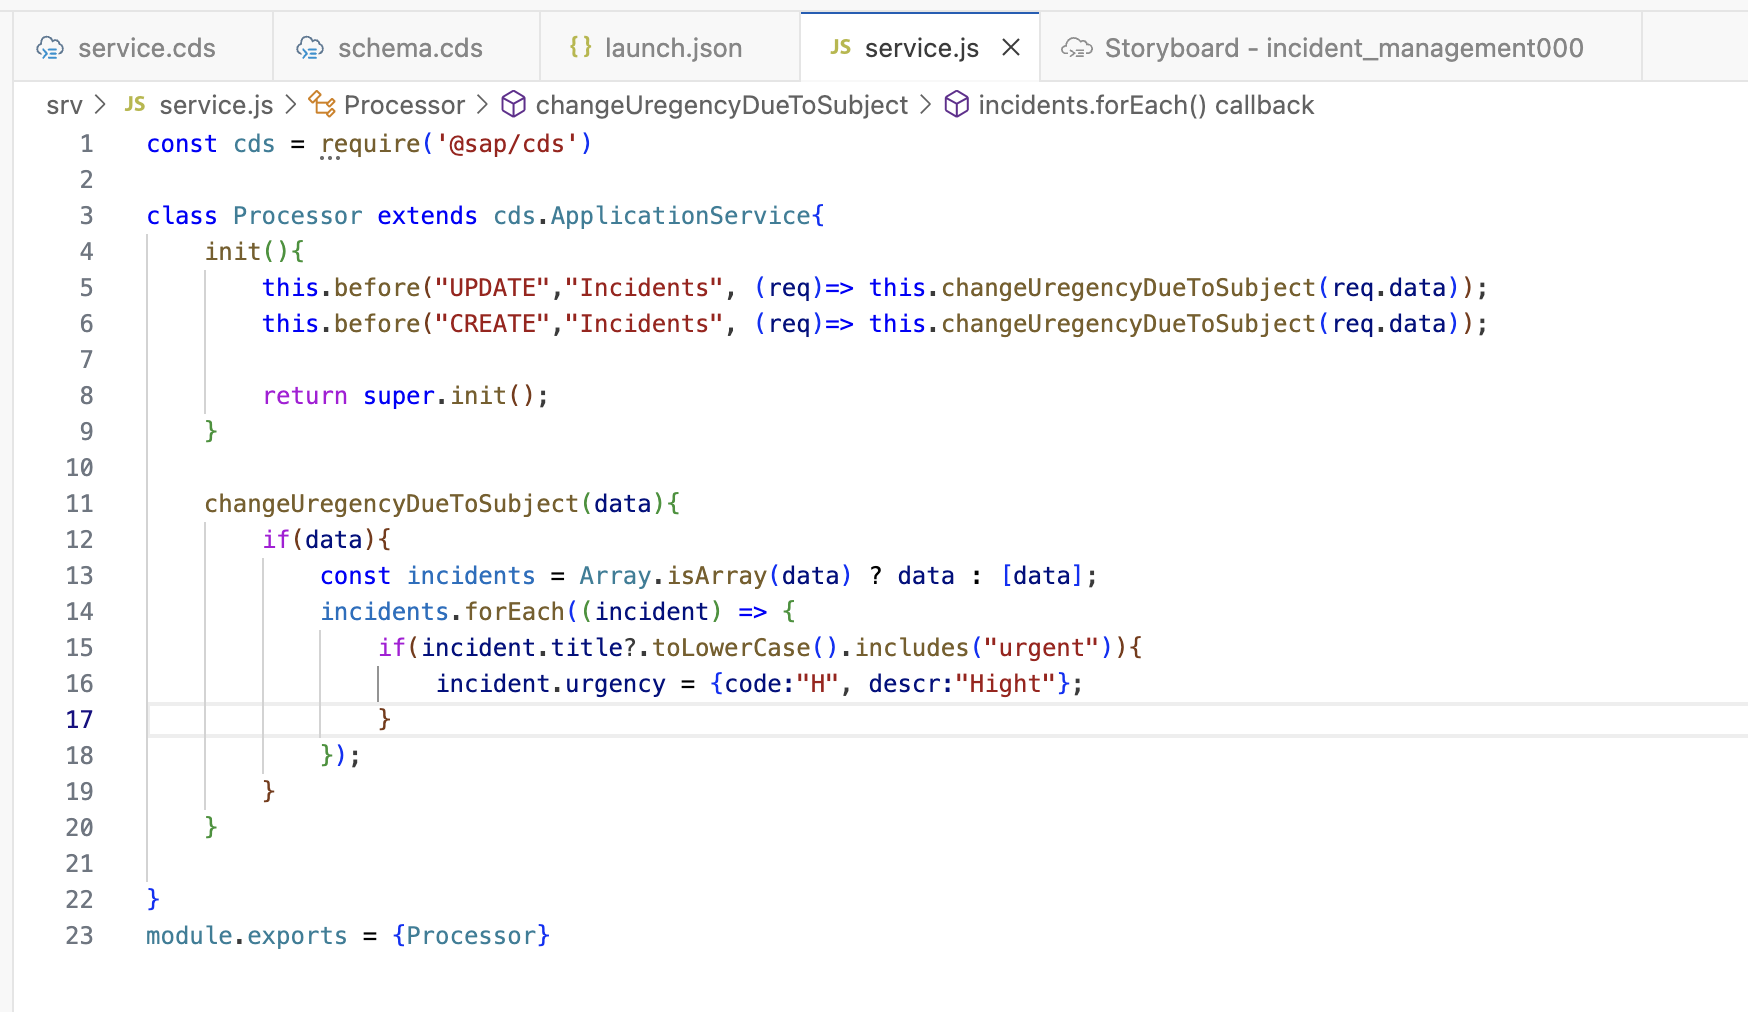 service.cds schema.cds {} launch.json JS service.js × Storyboard - incident_management000
srv > JS service.js > Processor > changeUregencyDueToSubject > incidents.forEach() callback
1 const cds = require('@sap/cds')
2
3 class Processor extends cds.ApplicationService{
4 init(){
5 this.before("UPDATE","Incidents", (req)=> this.changeUregencyDueToSubject(req.data));
6 this.before("CREATE","Incidents", (req)=> this.changeUregencyDueToSubject(req.data));
7
8 return super.init();
9 }
10
11 changeUregencyDueToSubject(data){
12 if(data){
13 const incidents = Array.isArray(data) ? data : [data];
14 incidents.forEach((incident) => {
15 if(incident.title?.toLowerCase().includes("urgent")){
16 incident.urgency = {code:"H", descr:"Hight"};
17 }
18 });
19 }
20 }
21
22 }
23 module.exports = {Processor}